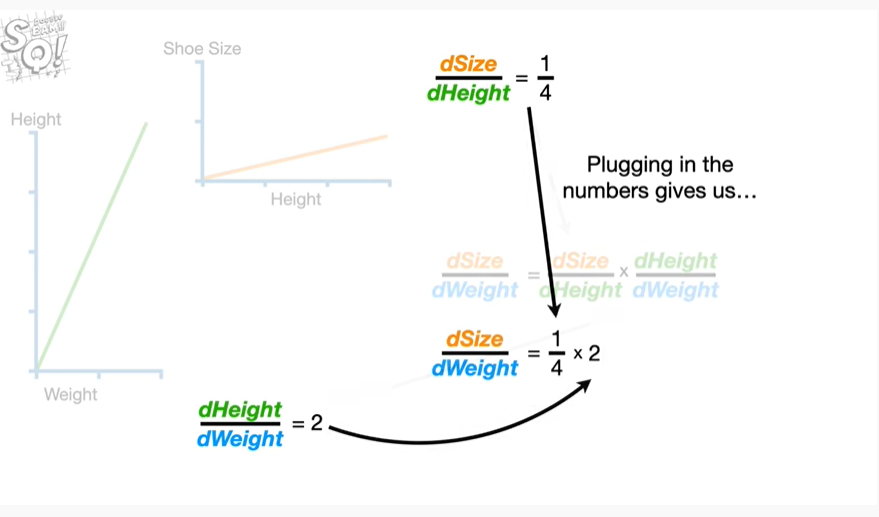 SQ!
Shoe Size
dSize
dHeight
= 1
4
Height
Height
Plugging in the
numbers gives us...
dSize
dWeight
= dSize
dHeight
x dHeight
dWeight
dSize
dWeight
= 1
4
x 2
Weight
dHeight
dWeight
= 2